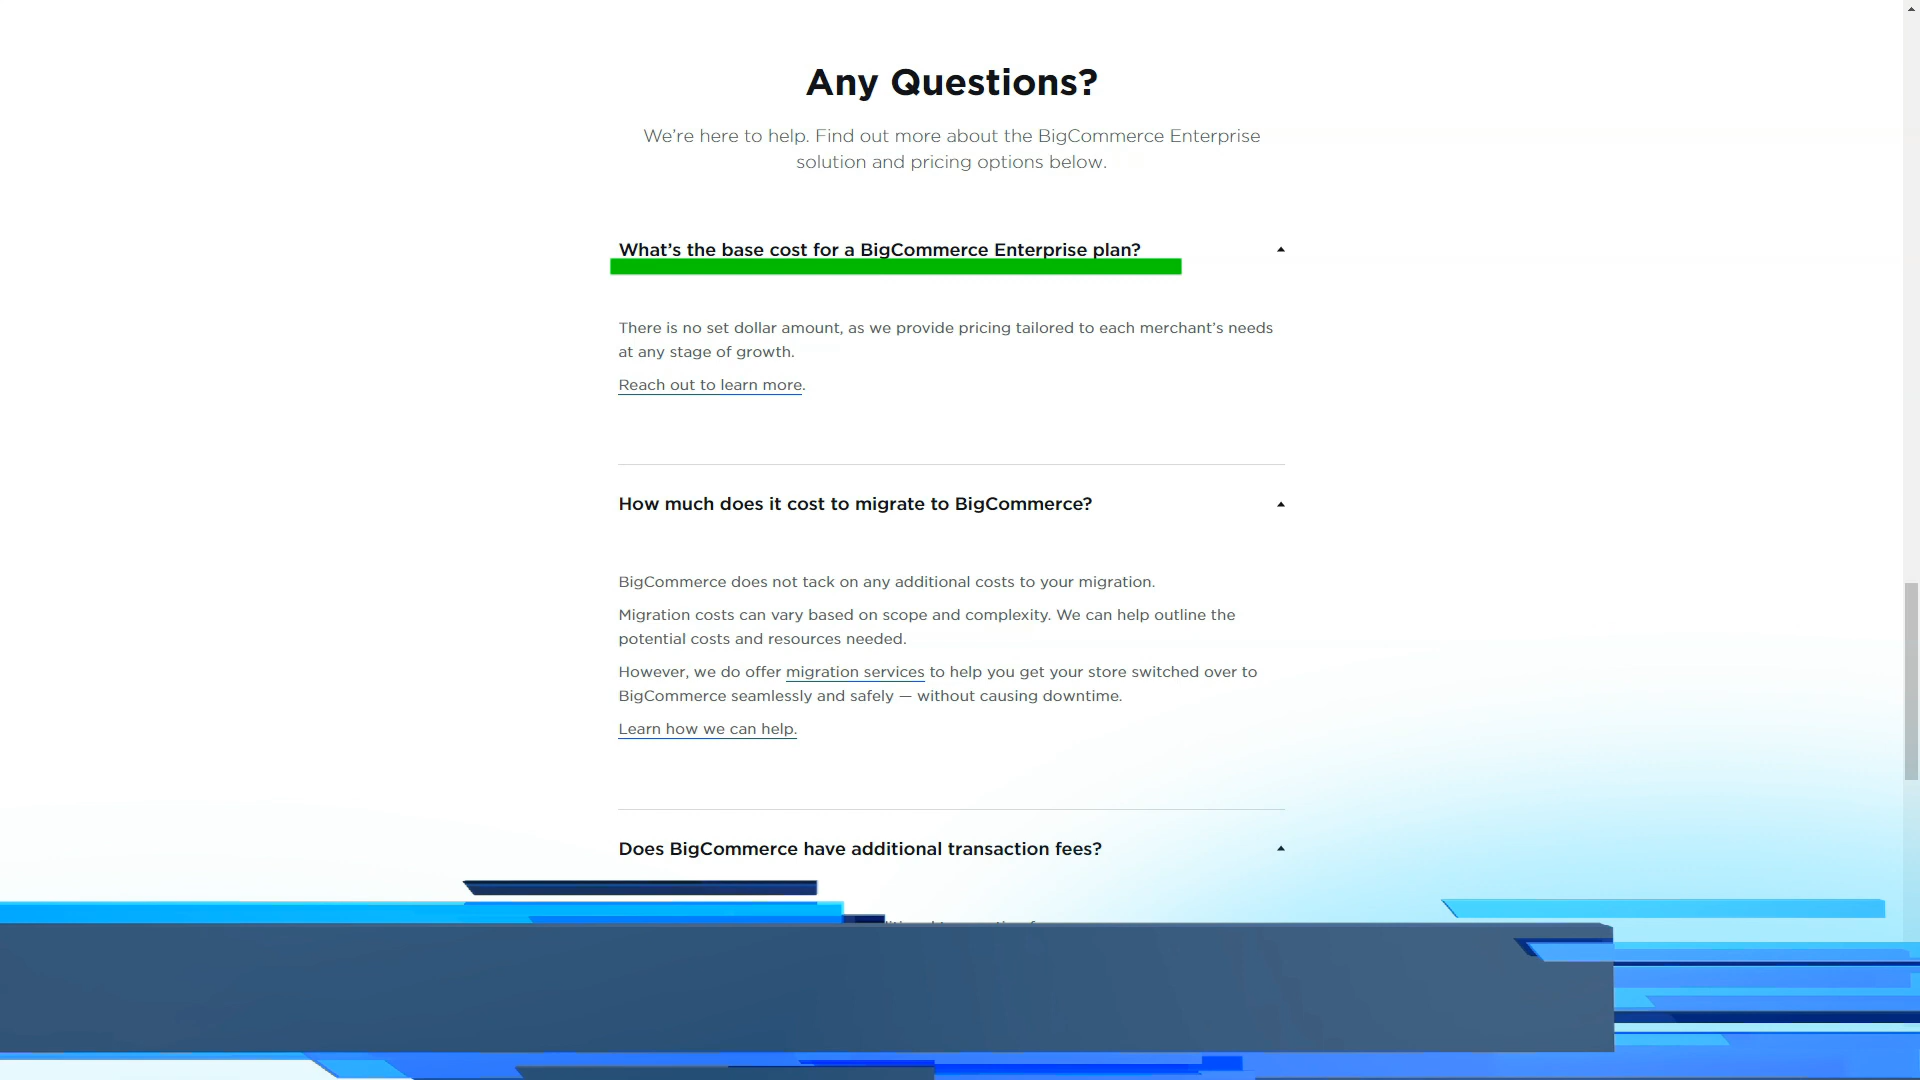 Any Questions?
We’re here to help. Find out more about the BigCommerce Enterprise
solution and pricing options below.
What’s the base cost for a BigCommerce Enterprise plan?
There is no set dollar amount, as we provide pricing tailored to each merchant’s needs
at any stage of growth.
Reach out to learn more.
How much does it cost to migrate to BigCommerce?
BigCommerce does not tack on any additional costs to your migration.
Migration costs can vary based on scope and complexity. We can help outline the
potential costs and resources needed.
However, we do offer migration services to help you get your store switched over to
BigCommerce seamlessly and safely — without causing downtime.
Learn how we can help.
Does BigCommerce have additional transaction fees?